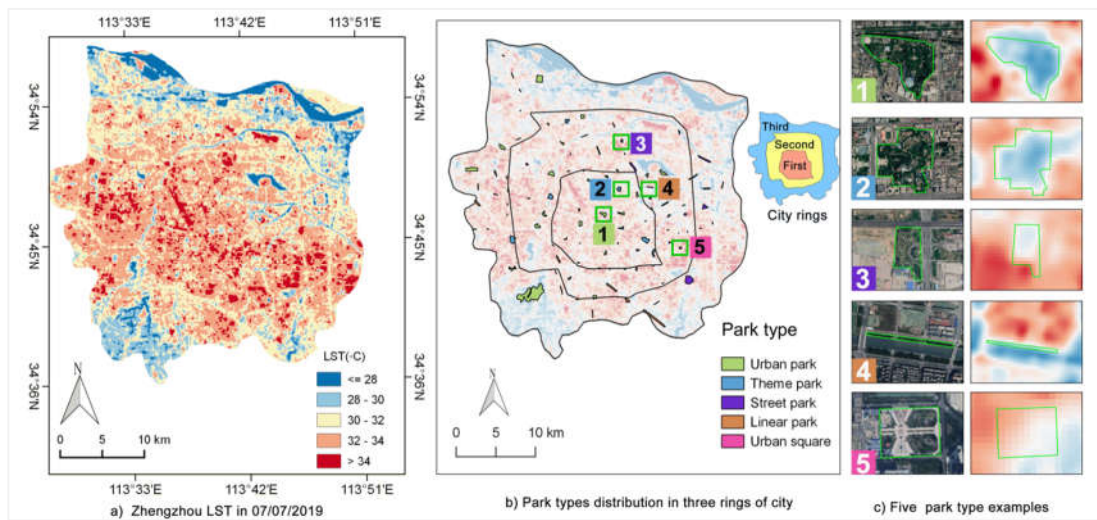 113°33'E 113°42'E 113°51'E
34°54'N
34°45'N
34°36'N
34°54'N
34°45'N
34°36'N
N
0 5 10 km
LST(◦C)
<= 28
28 - 30
30 - 32
32 - 34
> 34
113°33'E 113°42'E 113°51'E
a) Zhengzhou LST in 07/07/2019
3
2
4
1
5
Third
Second
First
City rings
N
0 5 10 km
Park type
Urban park
Theme park
Street park
Linear park
Urban square
b) Park types distribution in three rings of city
1
2
3
4
5
c) Five park type examples